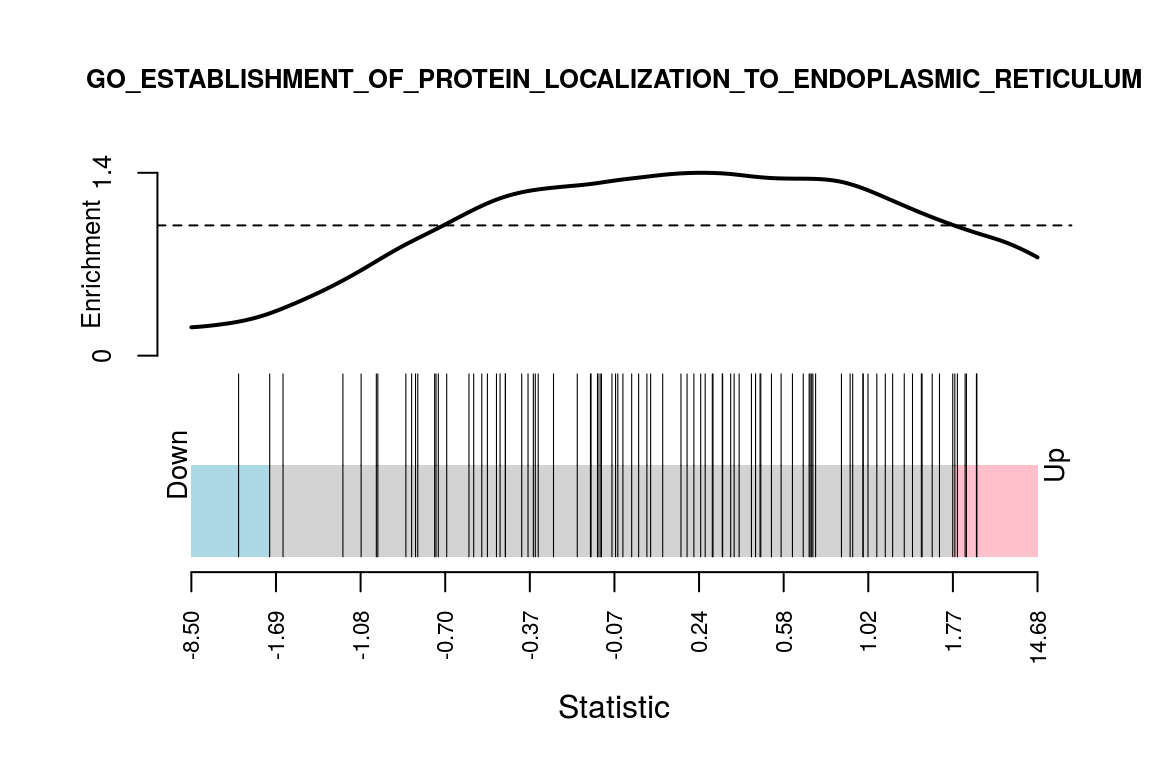 GO_ESTABLISHMENT_OF_PROTEIN_LOCALIZATION_TO_ENDOPLASMIC_RETICULUM
1.4
Enrichment
0
Down
Up
-8.50 -1.69 -1.08 -0.70 -0.37 -0.07 0.24 0.58 1.02 1.77 14.68
Statistic